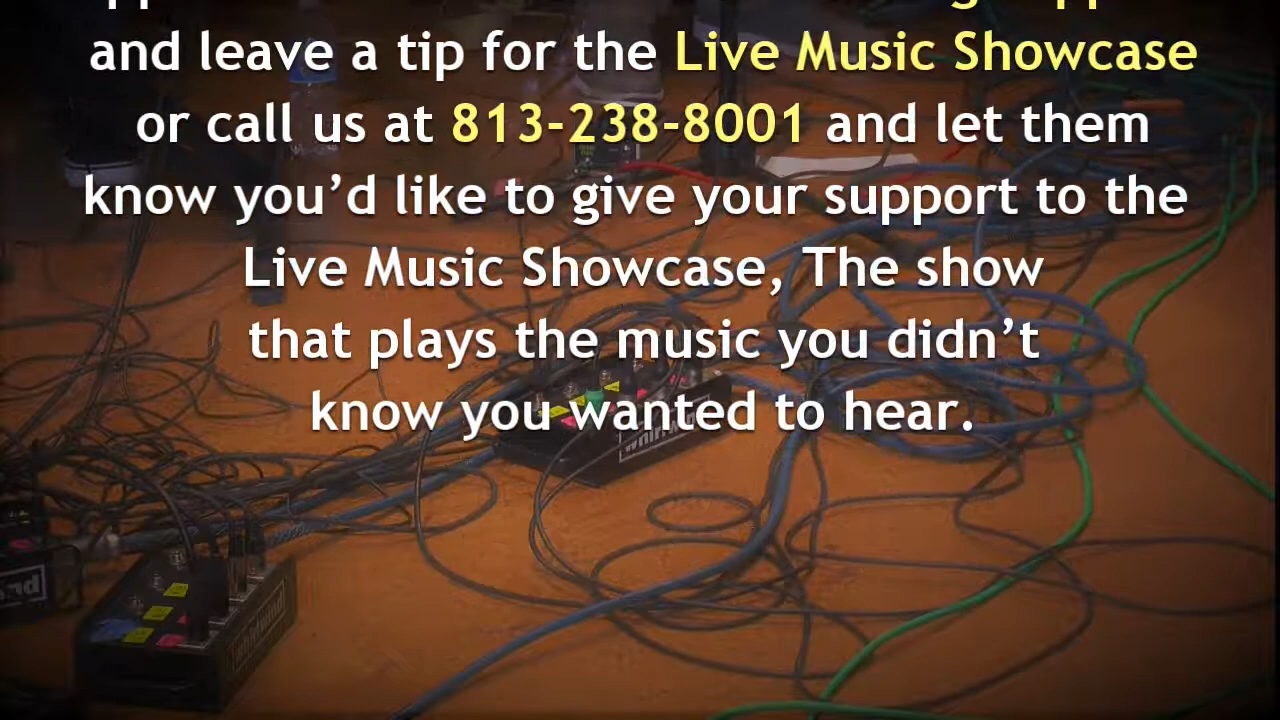 and leave a tip for the Live Music Showcase
or call us at 813-238-8001 and let them
know you’d like to give your support to the
Live Music Showcase, The show
that plays the music you didn’t
know you wanted to hear.
whirlwind
whirlwind